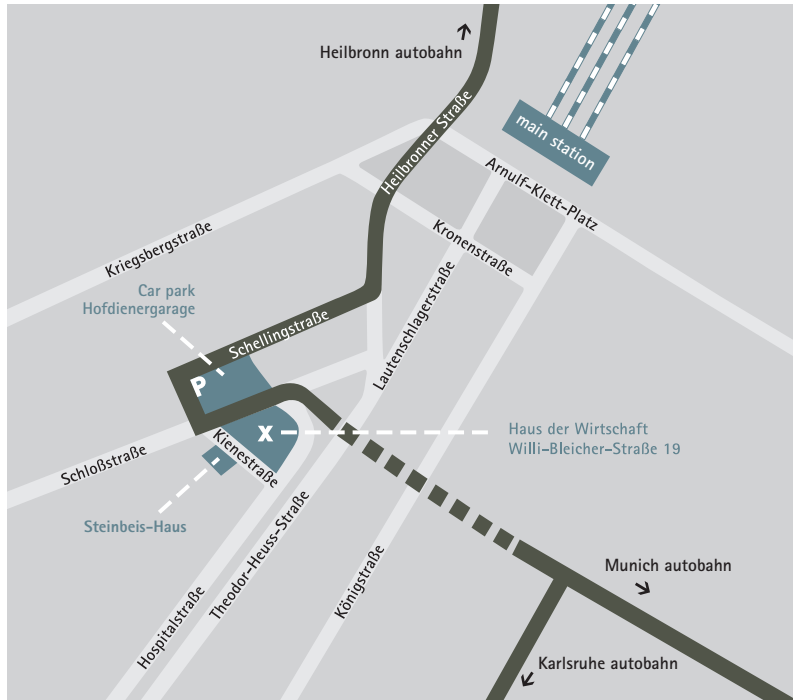 Heilbronn autobahn
main station
Heilbronner Straße
Arnulf-Klett-Platz
Kriegsbergstraße
Kronenstraße
Car park
Hofdienergarage
Schellingstraße
Lautenschlagerstraße
P
X
Haus der Wirtschaft
Willi-Bleicher-Straße 19
Kienestraße
Schloßstraße
Steinbeis-Haus
Theodor-Heuss-Straße
Königstraße
Hospitalstraße
Munich autobahn
Karlsruhe autobahn